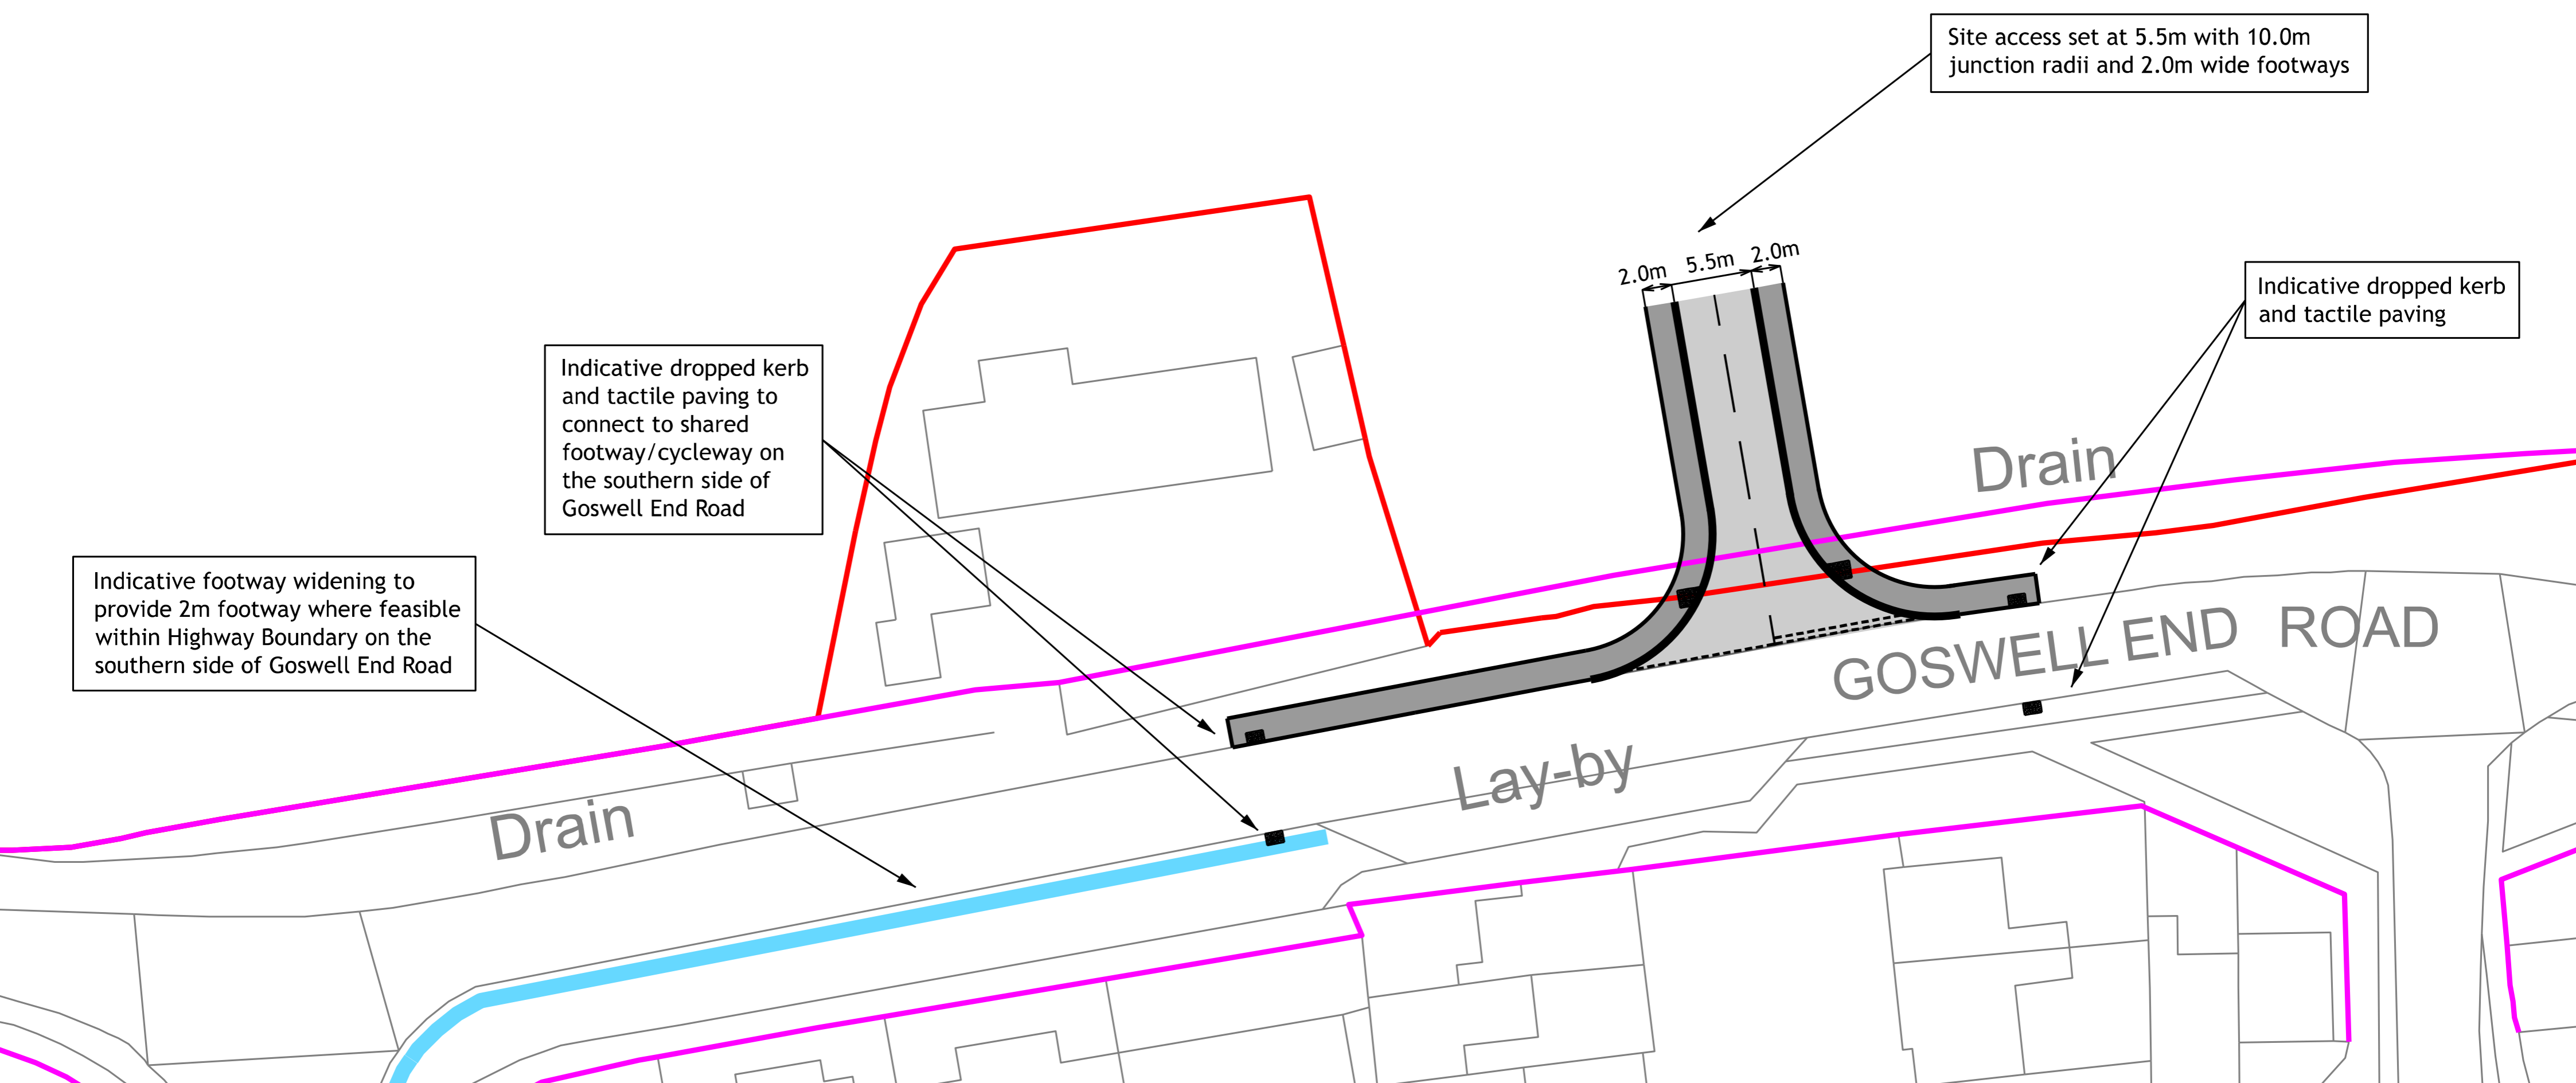 Site access set at 5.5m with 10.0m
junction radii and 2.0m wide footways
2.0m
5.5m
2.0m
Indicative dropped kerb
and tactile paving
Indicative dropped kerb
and tactile paving to
connect to shared
footway/cycleway on
the southern side of
Goswell End Road
Drain
Indicative footway widening to
provide 2m footway where feasible
within Highway Boundary on the
southern side of Goswell End Road
GOSWELL END ROAD
Lay-by
Drain